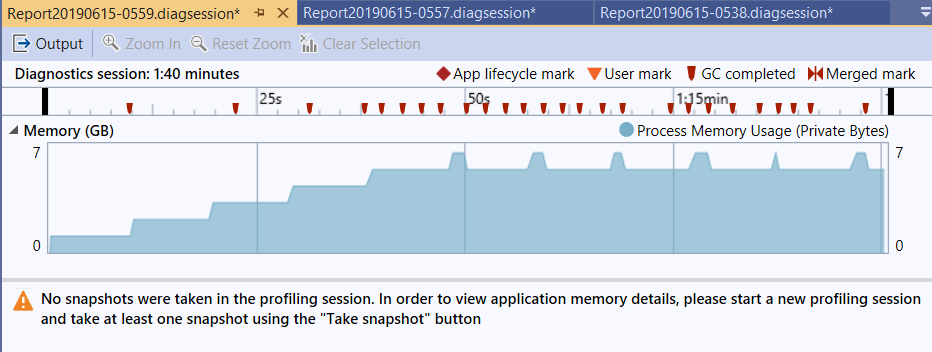 Report20190615-0559.diagsession* Report20190615-0557.diagsession* Report20190615-0538.diagsession*
Output Zoom In Reset Zoom Clear Selection
Diagnostics session: 1:40 minutes App lifecycle mark User mark GC completed Merged mark
25s 50s 1:15min
Memory (GB) Process Memory Usage (Private Bytes)
7 7
0 0
No snapshots were taken in the profiling session. In order to view application memory details, please start a new profiling session
and take at least one snapshot using the "Take snapshot" button